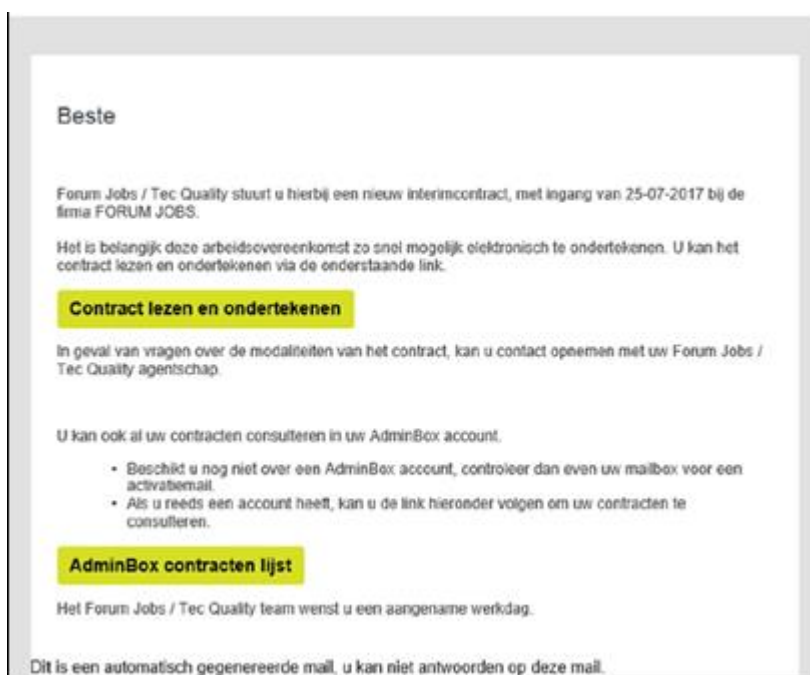 Beste
Forum Jobs / Tec Quality stuurt u hierbij een nieuw interimcontract, met ingang van 25-07-2017 bij de
firma FORUM JOBS.
Het is belangijk deze arbeidsovereenkomst zo snel mogelijk elektronisch te ondertekenen. U kan het
contract lezen en ondertekenen via de onderstaande link.
Contract lezen en ondertekenen
In geval van vragen over de modaliteiten van het contract, kan u contact opnemen met uw Forum Jobs /
Tec Quality agentschap.
U kan ook al uw contracten consulteren in uw AdminBox account.
• Beschikt u nog niet over een AdminBox account, controleer dan even uw mailbox voor een
activatiemail.
• Als u reeds een account heeft, kan u de link hieronder volgen om uw contracten te
consulteren.
AdminBox contracten lijst
Het Forum Jobs / Tec Quality team wenst u een aangename werkdag.
Dit is een automatisch gegenereerde mail, u kan niet antwoorden op deze mail.